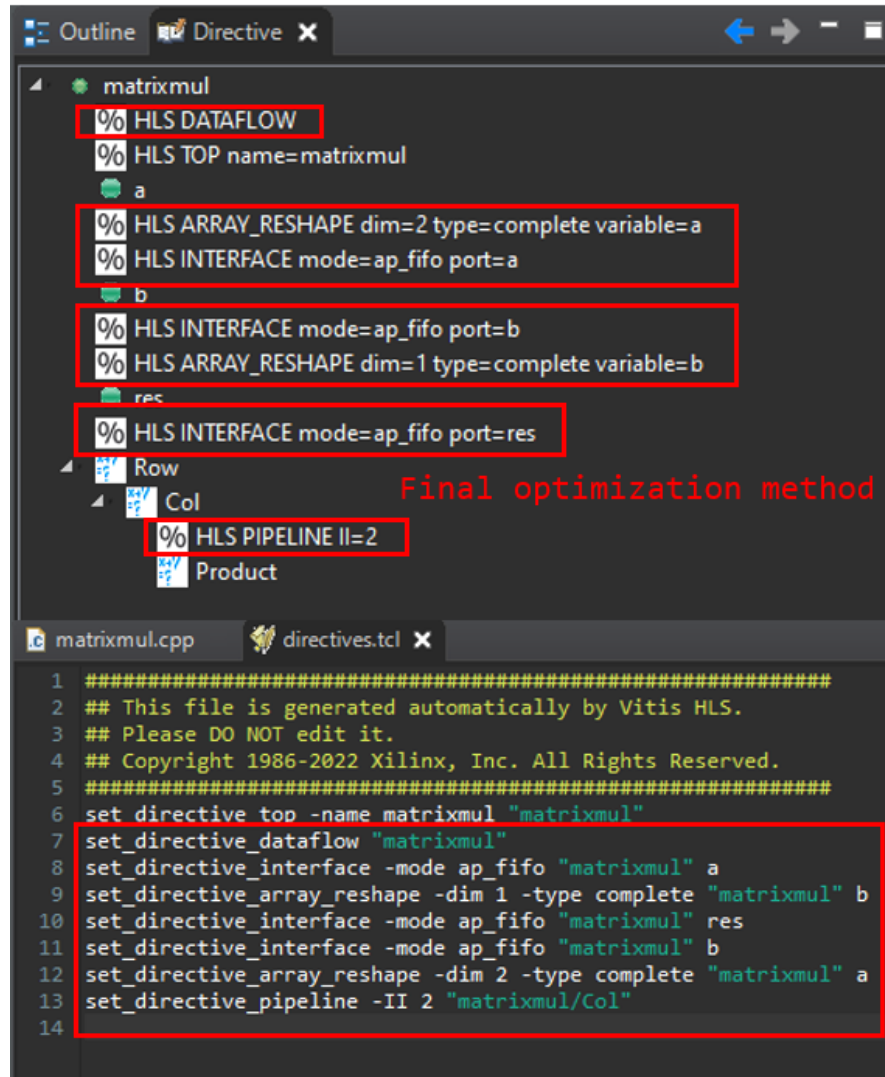 Outline Directive
matrixmul
% HLS DATAFLOW
% HLS TOP name=matrixmul
a
% HLS ARRAY_RESHAPE dim=2 type=complete variable=a
% HLS INTERFACE mode=ap_fifo port=a
b
% HLS INTERFACE mode=ap_fifo port=b
% HLS ARRAY_RESHAPE dim=1 type=complete variable=b
res
% HLS INTERFACE mode=ap_fifo port=res
Row
Col
Final optimization method
% HLS PIPELINE II=2
Product
matrixmul.cpp directives.tcl
1 ############################################################
2 ## This file is generated automatically by Vitis HLS.
3 ## Please DO NOT edit it.
4 ## Copyright 1986-2022 Xilinx, Inc. All Rights Reserved.
5 ############################################################
6 set_directive_top -name matrixmul "matrixmul"
7 set_directive_dataflow "matrixmul"
8 set_directive_interface -mode ap_fifo "matrixmul" a
9 set_directive_array_reshape -dim 1 -type complete "matrixmul" b
10 set_directive_interface -mode ap_fifo "matrixmul" res
11 set_directive_interface -mode ap_fifo "matrixmul" b
12 set_directive_array_reshape -dim 2 -type complete "matrixmul" a
13 set_directive_pipeline -II 2 "matrixmul/Col"
14